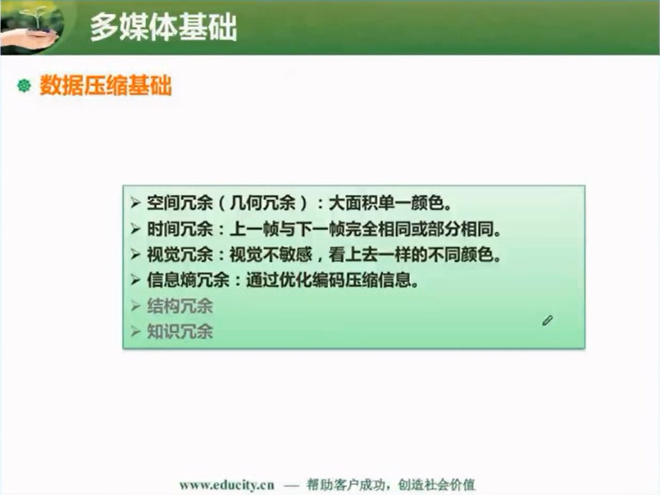 多媒体基础
数据压缩基础
空间冗余（几何冗余）：大面积单一颜色。
时间冗余：上一帧与下一帧完全相同或部分相同。
视觉冗余：视觉不敏感，看上去一样的不同颜色。
信息熵冗余：通过优化编码压缩信息。
结构冗余
知识冗余
www.educity.cn — 帮助客户成功，创造社会价值